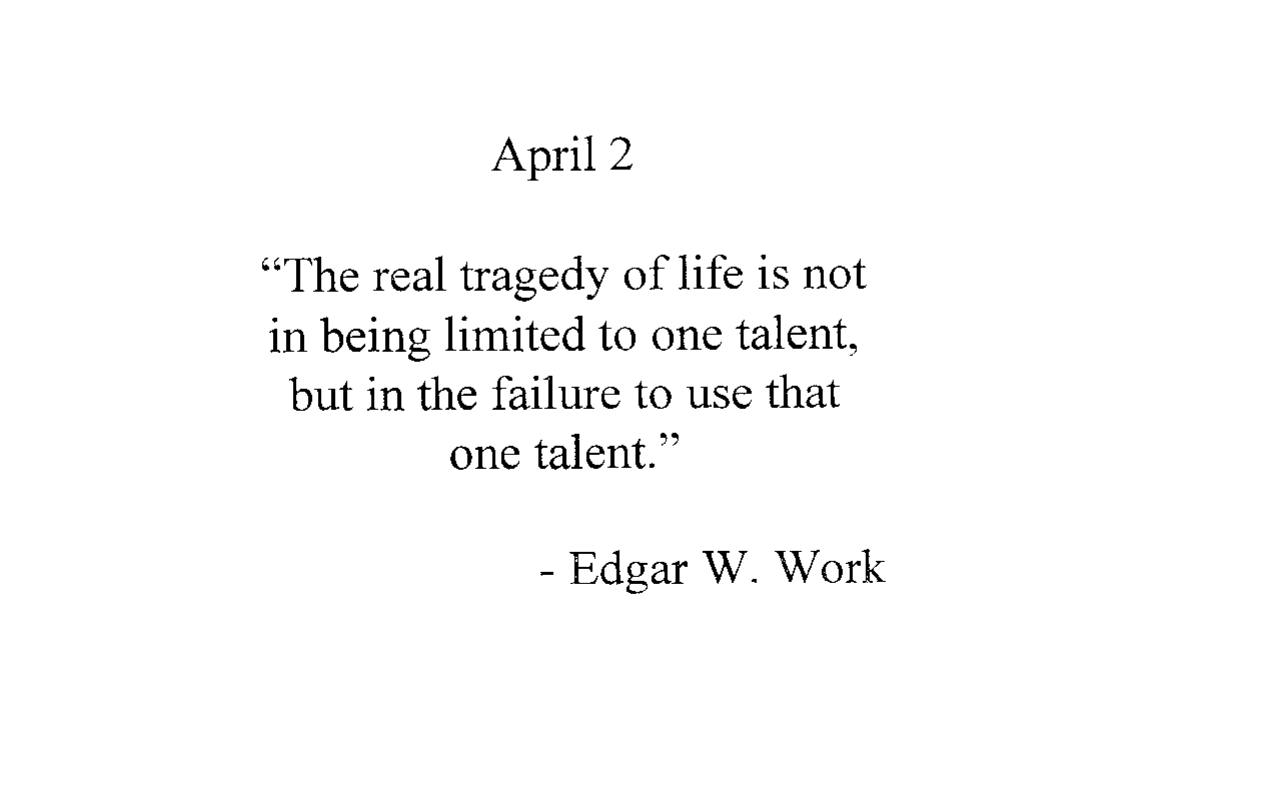 April 2
“The real tragedy of life is not
in being limited to one talent,
but in the failure to use that
one talent.”
- Edgar W. Work